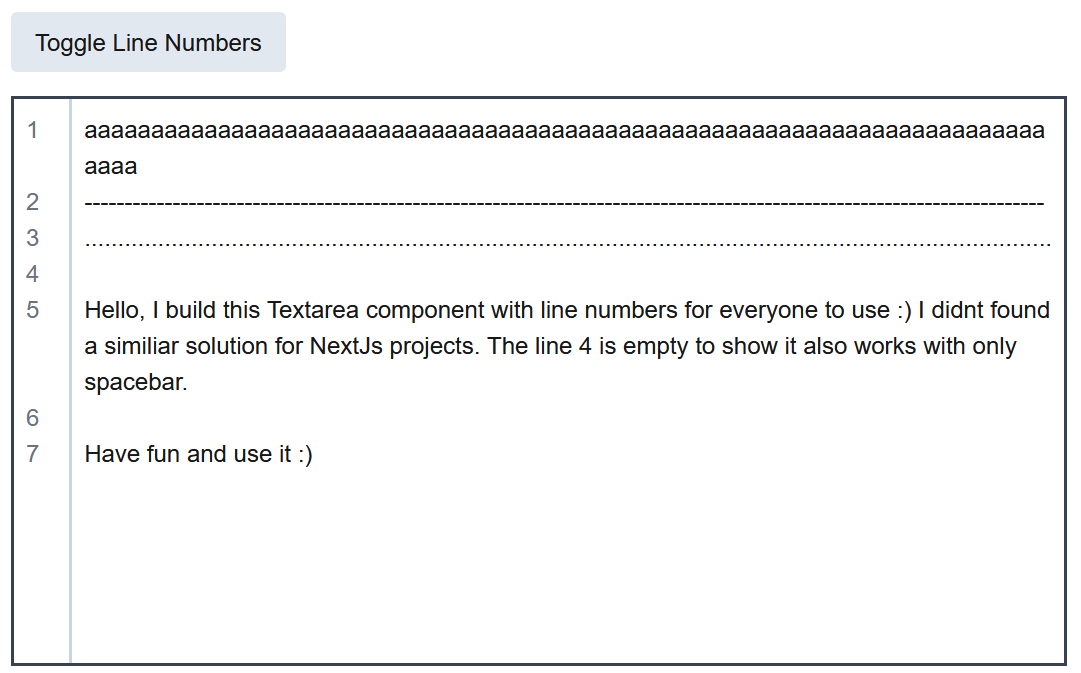 Toggle Line Numbers
1 aaaaaaaaaaaaaaaaaaaaaaaaaaaaaaaaaaaaaaaaaaaaaaaaaaaaaaaaaaaaaaaaaaaaaaaa
aaaa
2 ------------------------------------------------------------------------------------------------------------------------
3 .................................................................................................................................................
4
5 Hello, I build this Textarea component with line numbers for everyone to use :) I didnt found
a similiar solution for NextJs projects. The line 4 is empty to show it also works with only
spacebar.
6
7 Have fun and use it :)